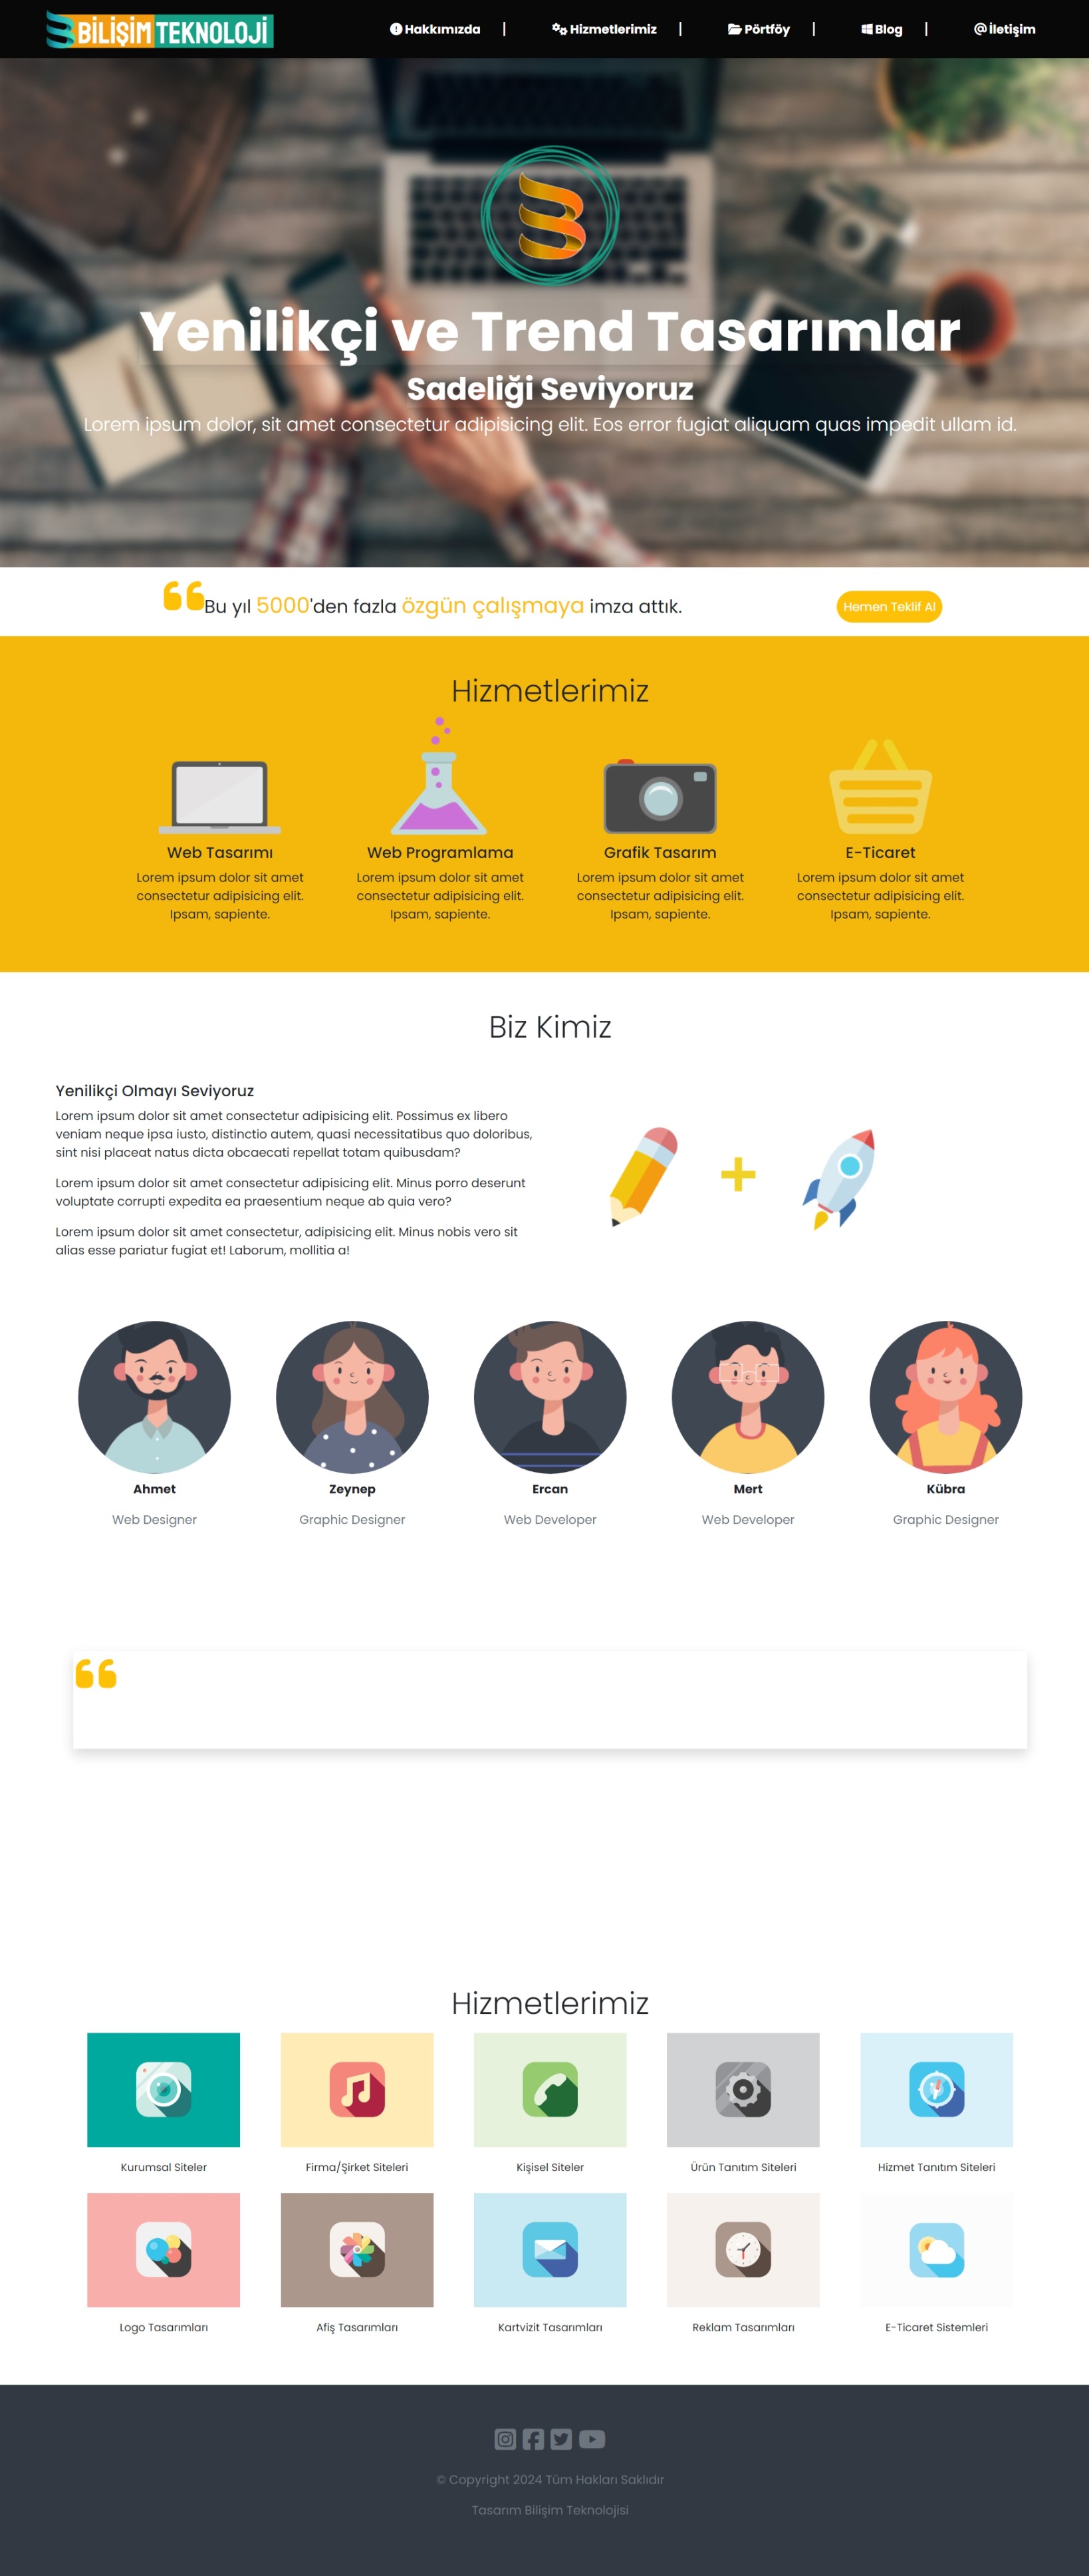 BİLİŞİM TEKNOLOJİ
Hakkımızda | Hizmetlerimiz | Pörtföy | Blog | İletişim
Yenilikçi ve Trend Tasarımlar
Sadeliği Seviyoruz
Lorem ipsum dolor, sit amet consectetur adipisicing elit. Eos error fugiat aliquam quas impedit ullam id.
Bu yıl 5000'den fazla özgün çalışmaya imza attık.
Hemen Teklif Al
Hizmetlerimiz
Web Tasarımı
Lorem ipsum dolor sit amet
consectetur adipisicing elit.
Ipsam, sapiente.
Web Programlama
Lorem ipsum dolor sit amet
consectetur adipisicing elit.
Ipsam, sapiente.
Grafik Tasarım
Lorem ipsum dolor sit amet
consectetur adipisicing elit.
Ipsam, sapiente.
E-Ticaret
Lorem ipsum dolor sit amet
consectetur adipisicing elit.
Ipsam, sapiente.
Biz Kimiz
Yenilikçi Olmayı Seviyoruz
Lorem ipsum dolor sit amet consectetur adipisicing elit. Possimus ex libero
veniam neque ipsa iusto, distinctio autem, quasi necessitatibus quo doloribus,
sint nisi placeat natus dicta obcaecati repellat totam quibusdam?
Lorem ipsum dolor sit amet consectetur adipisicing elit. Minus porro deserunt
voluptate corrupti expedita ea praesentium neque ab quia vero?
Lorem ipsum dolor sit amet consectetur, adipisicing elit. Minus nobis vero sit
alias esse pariatur fugiat et! Laborum, mollitia a!
Ahmet
Web Designer
Zeynep
Graphic Designer
Ercan
Web Developer
Mert
Web Developer
Kübra
Graphic Designer
Hizmetlerimiz
Kurumsal Siteler
Firma/Şirket Siteleri
Kişisel Siteler
Ürün Tanıtım Siteleri
Hizmet Tanıtım Siteleri
Logo Tasarımları
Afiş Tasarımları
Kartvizit Tasarımları
Reklam Tasarımları
E-Ticaret Sistemleri
© Copyright 2024 Tüm Hakları Saklıdır
Tasarım Bilişim Teknolojisi